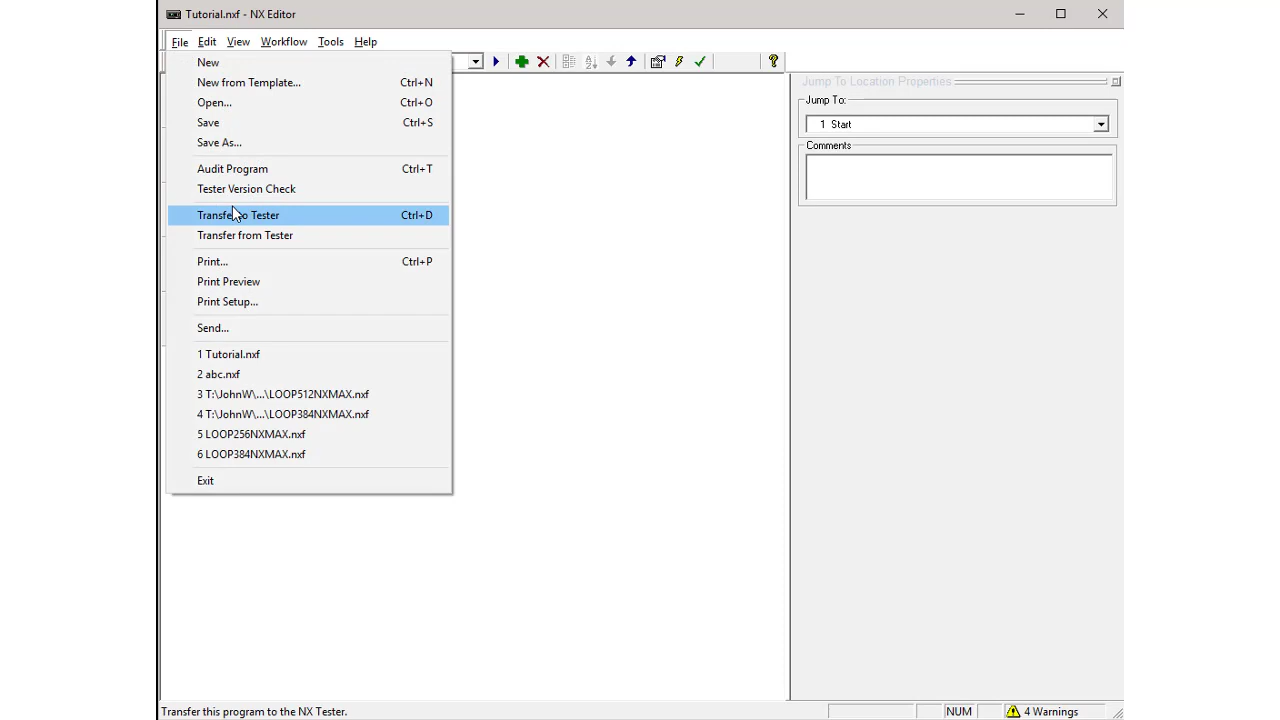 Tutorial.nxf - NX Editor
File Edit View Workflow Tools Help
New
New from Template... Ctrl+N
Open... Ctrl+O
Save Ctrl+S
Save As...
Audit Program Ctrl+T
Tester Version Check
Transfer to Tester Ctrl+D
Transfer from Tester
Print... Ctrl+P
Print Preview
Print Setup...
Send...
1 Tutorial.nxf
2 abc.nxf
3 T:\JohnW\...\LOOP512NXMAX.nxf
4 T:\JohnW\...\LOOP384NXMAX.nxf
5 LOOP256NXMAX.nxf
6 LOOP384NXMAX.nxf
Exit
Jump To Location Properties
Jump To:
1 Start
Comments
Transfer this program to the NX Tester.
NUM
4 Warnings